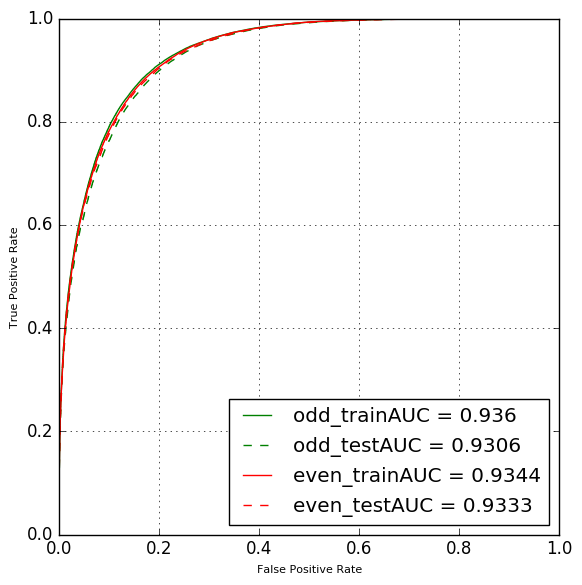 1.0
0.8
0.6
0.4
0.2
0.0
True Positive Rate
odd_trainAUC = 0.936
odd_testAUC = 0.9306
even_trainAUC = 0.9344
even_testAUC = 0.9333
0.0 0.2 0.4 0.6 0.8 1.0
False Positive Rate